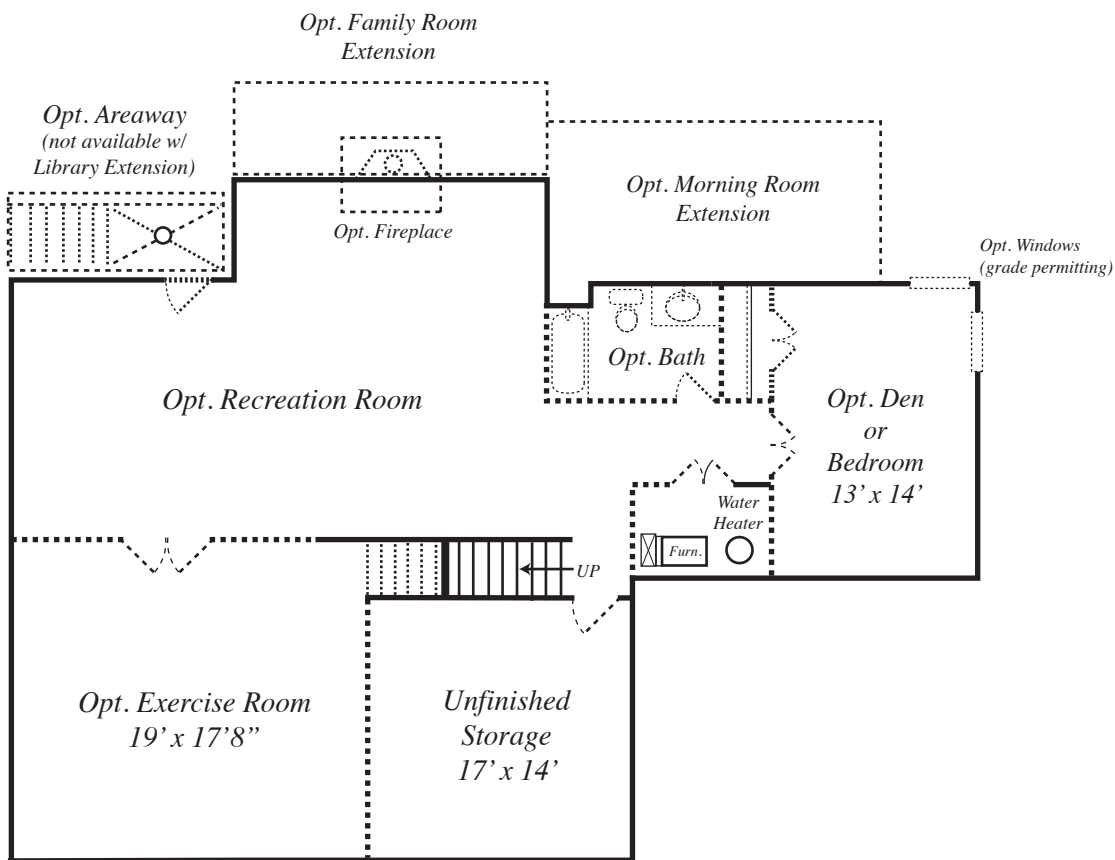 Opt. Family Room
Extension
Opt. Areaway
(not available w/
Library Extension)
Opt. Morning Room
Extension
Opt. Fireplace
Opt. Windows
(grade permitting)
Opt. Bath
Opt. Recreation Room
Opt. Den
or
Bedroom
13’ x 14’
Water
Heater
Furn.
UP
Opt. Exercise Room
19’ x 17’8”
Unfinished
Storage
17’ x 14’